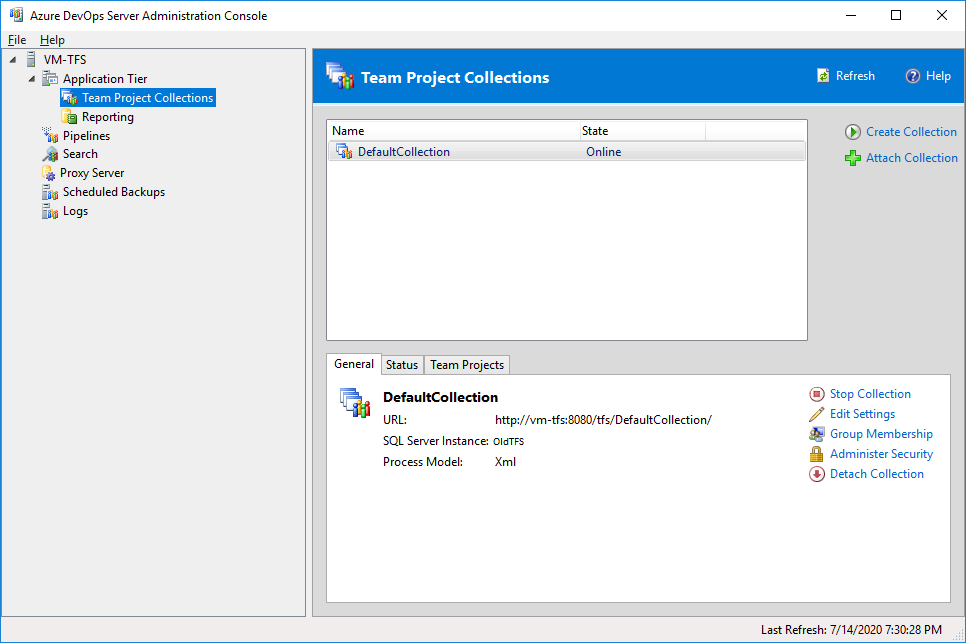 Azure DevOps Server Administration Console
File Help
VM-TFS
Application Tier
Team Project Collections
Reporting
Pipelines
Search
Proxy Server
Scheduled Backups
Logs
Team Project Collections
Refresh
Help
Name State
DefaultCollection Online
Create Collection
Attach Collection
General Status Team Projects
DefaultCollection
URL: http://vm-tfs:8080/tfs/DefaultCollection/
SQL Server Instance: OldTFS
Process Model: Xml
Stop Collection
Edit Settings
Group Membership
Administer Security
Detach Collection
Last Refresh: 7/14/2020 7:30:28 PM